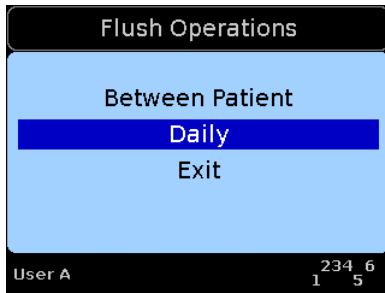 Flush Operations
Between Patient
Daily
Exit
User A
1 234 5 6